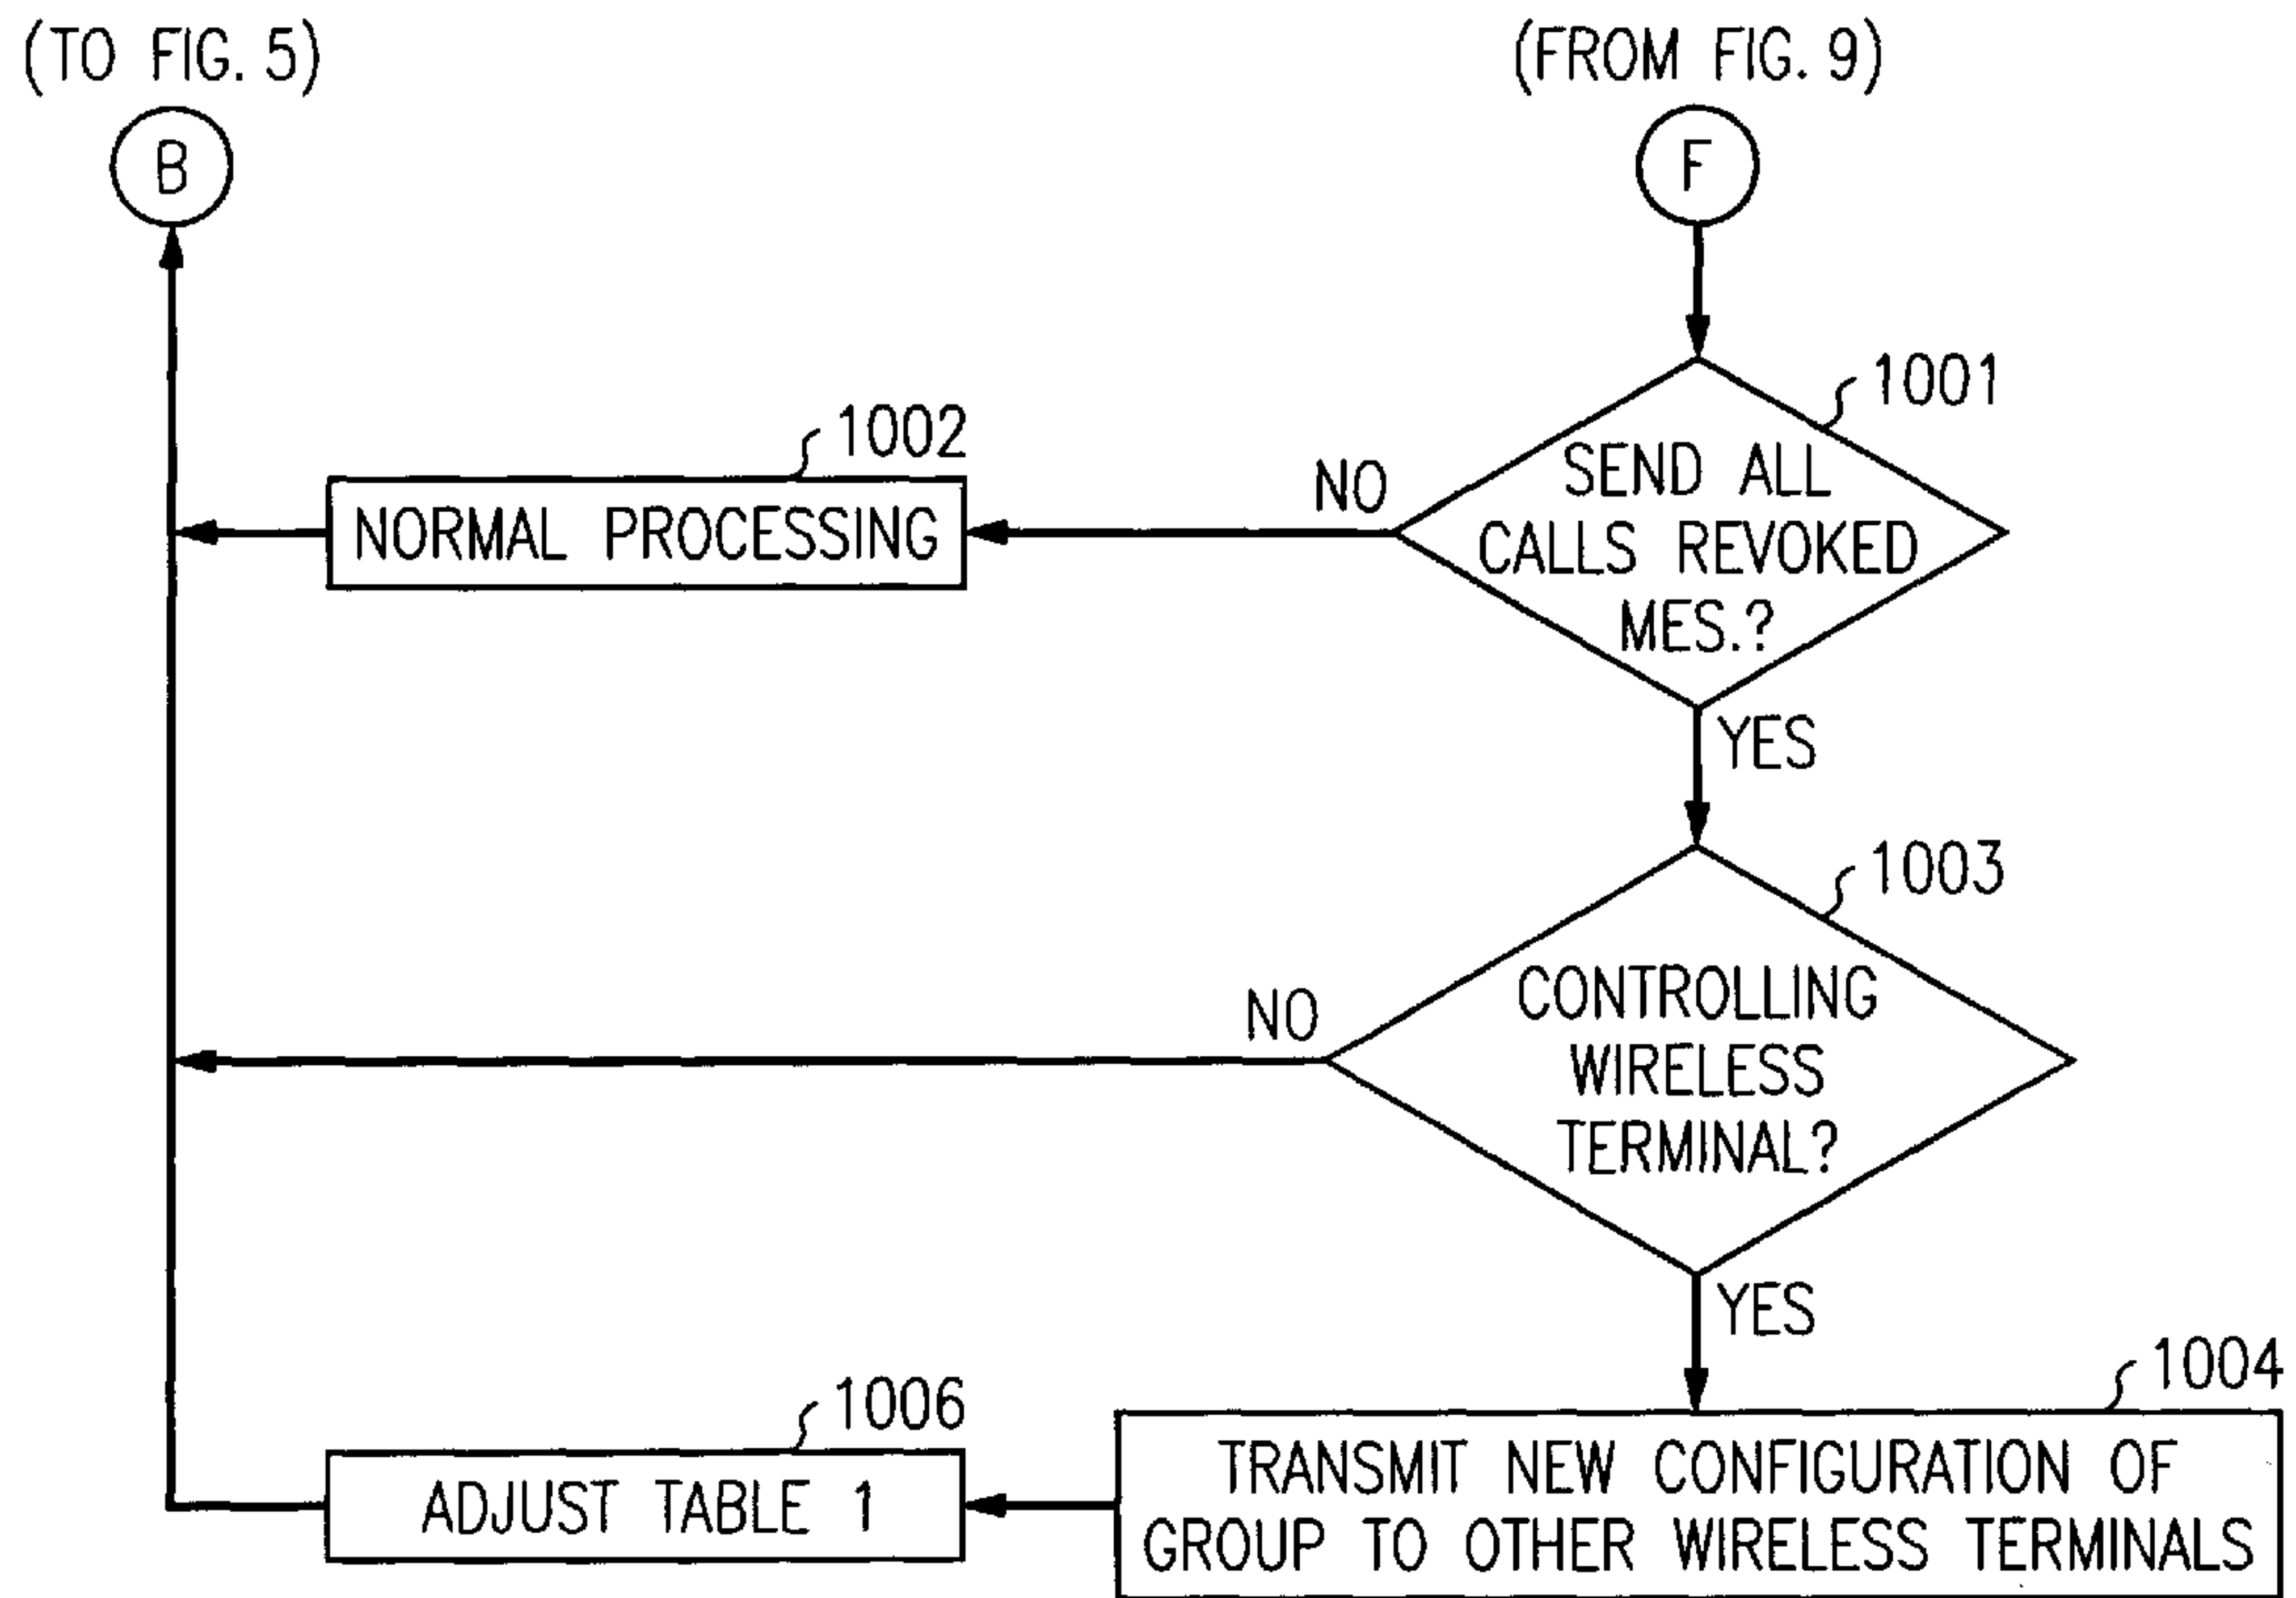 (TO FIG. 5)
(FROM FIG. 9)
B
F
1001
SEND ALL
CALLS REVOKED
MES.?
NO
1002
NORMAL PROCESSING
YES
1003
CONTROLLING
WIRELESS
TERMINAL?
NO
YES
1004
TRANSMIT NEW CONFIGURATION OF
GROUP TO OTHER WIRELESS TERMINALS
1006
ADJUST TABLE 1